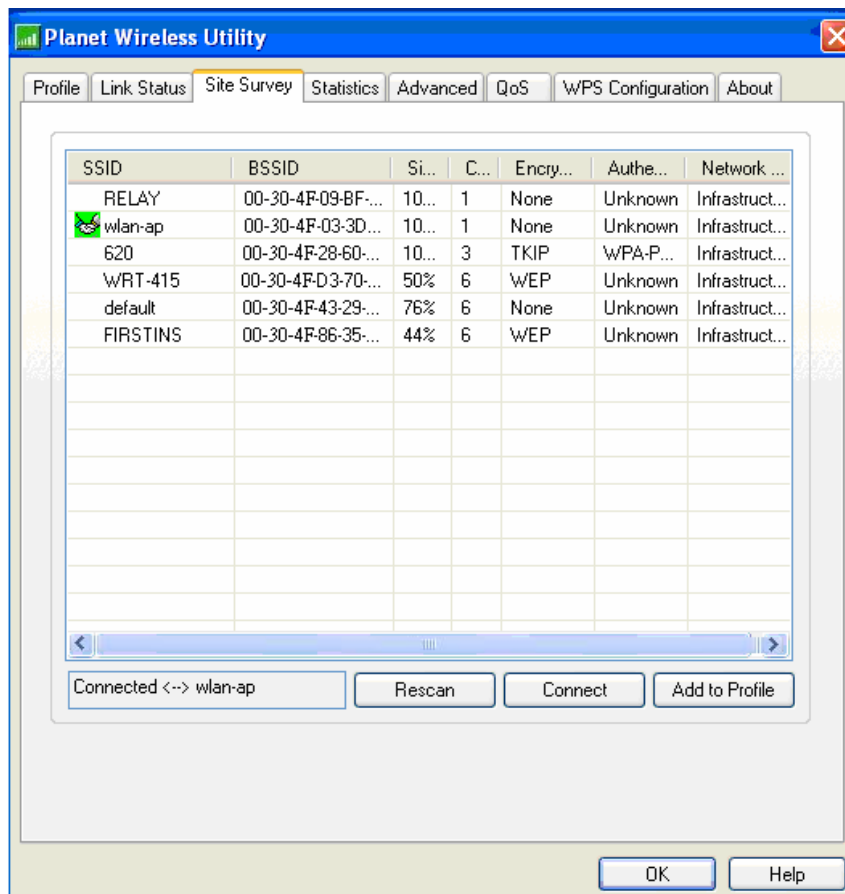 Planet Wireless Utility
Profile Link Status Site Survey Statistics Advanced QoS WPS Configuration About
SSID BSSID Si... C... Encry... Authe... Network ...
RELAY 00-30-4F-09-BF-... 10... 1 None Unknown Infrastruct...
wlan-ap 00-30-4F-03-3D... 10... 1 None Unknown Infrastruct...
620 00-30-4F-28-60-... 10... 3 TKIP WPA-P... Infrastruct...
WRT-415 00-30-4F-D3-70-... 50% 6 WEP Unknown Infrastruct...
default 00-30-4F-43-29-... 76% 6 None Unknown Infrastruct...
FIRSTINS 00-30-4F-86-35-... 44% 6 WEP Unknown Infrastruct...
Connected <--> wlan-ap Rescan Connect Add to Profile
OK Help